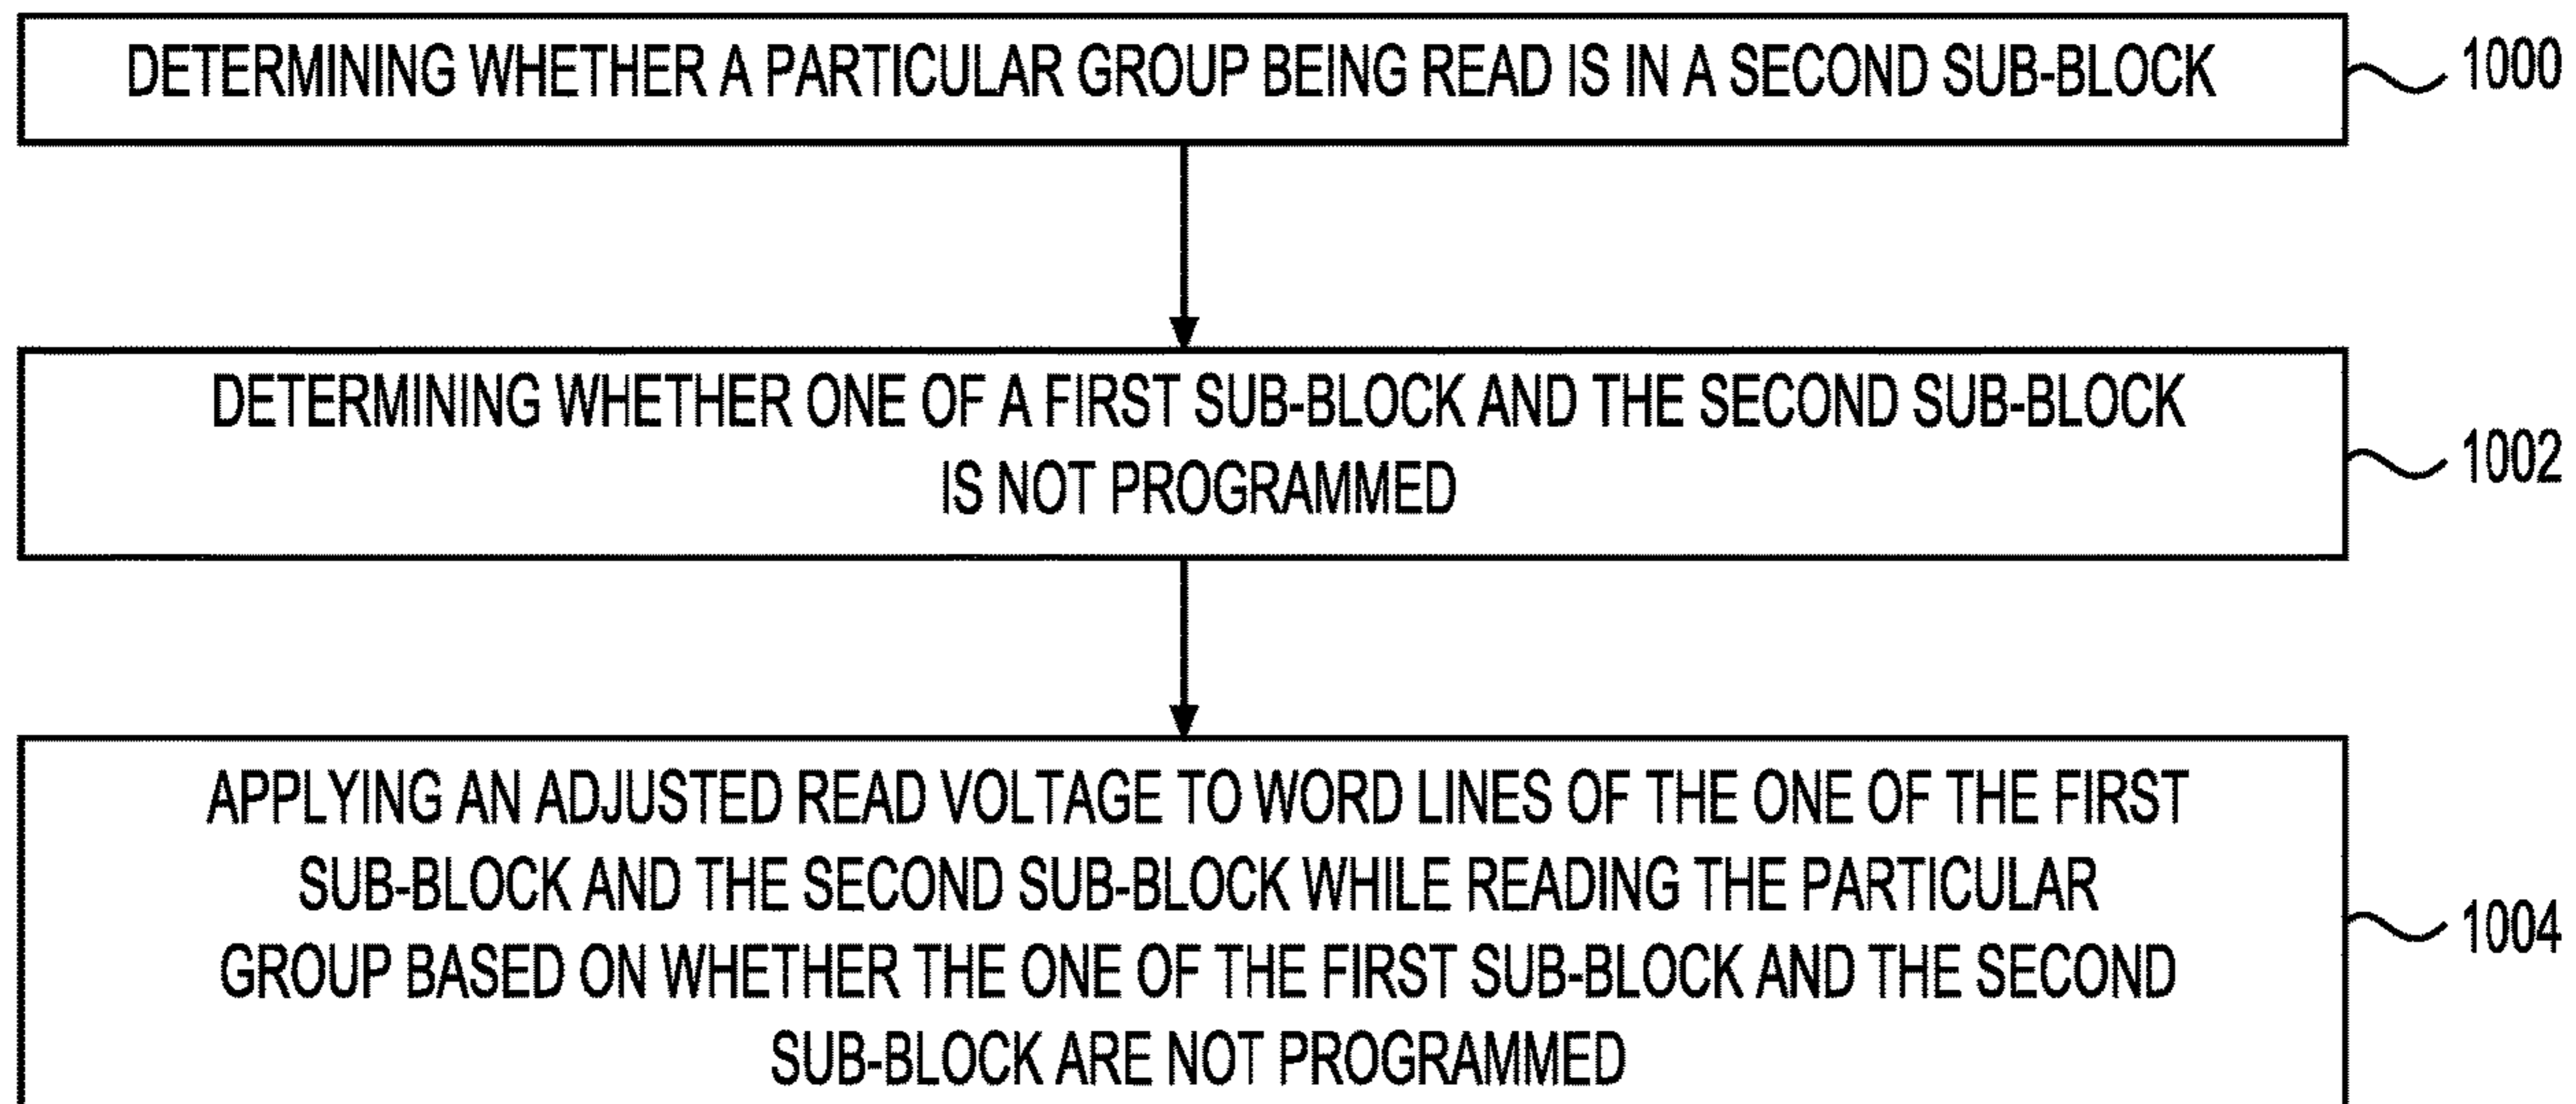 DETERMINING WHETHER A PARTICULAR GROUP BEING READ IS IN A SECOND SUB-BLOCK
1000
DETERMINING WHETHER ONE OF A FIRST SUB-BLOCK AND THE SECOND SUB-BLOCK
IS NOT PROGRAMMED
1002
APPLYING AN ADJUSTED READ VOLTAGE TO WORD LINES OF THE ONE OF THE FIRST
SUB-BLOCK AND THE SECOND SUB-BLOCK WHILE READING THE PARTICULAR
GROUP BASED ON WHETHER THE ONE OF THE FIRST SUB-BLOCK AND THE SECOND
SUB-BLOCK ARE NOT PROGRAMMED
1004